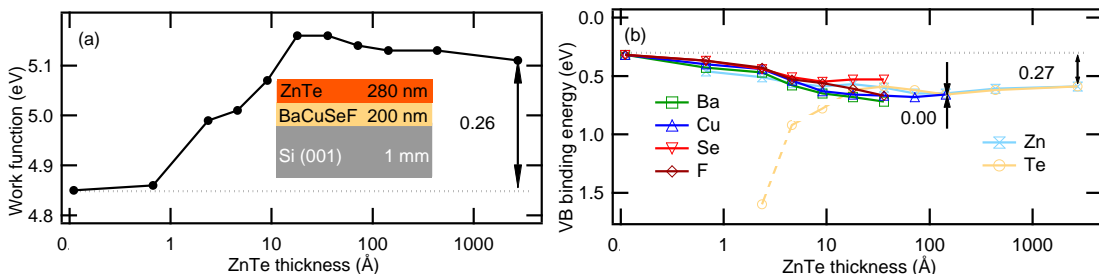 (a)
Work function (eV)
5.1
5.0
4.9
4.8
ZnTe 280 nm
BaCuSeF 200 nm
Si (001) 1 mm
0.26
0. 1 10 100 1000
ZnTe thickness (Å)
(b)
VB binding energy (eV)
0.0
0.5
1.0
1.5
0.27
0.00
Ba
Cu
Se
F
Zn
Te
0. 1 10 100 1000
ZnTe thickness (Å)